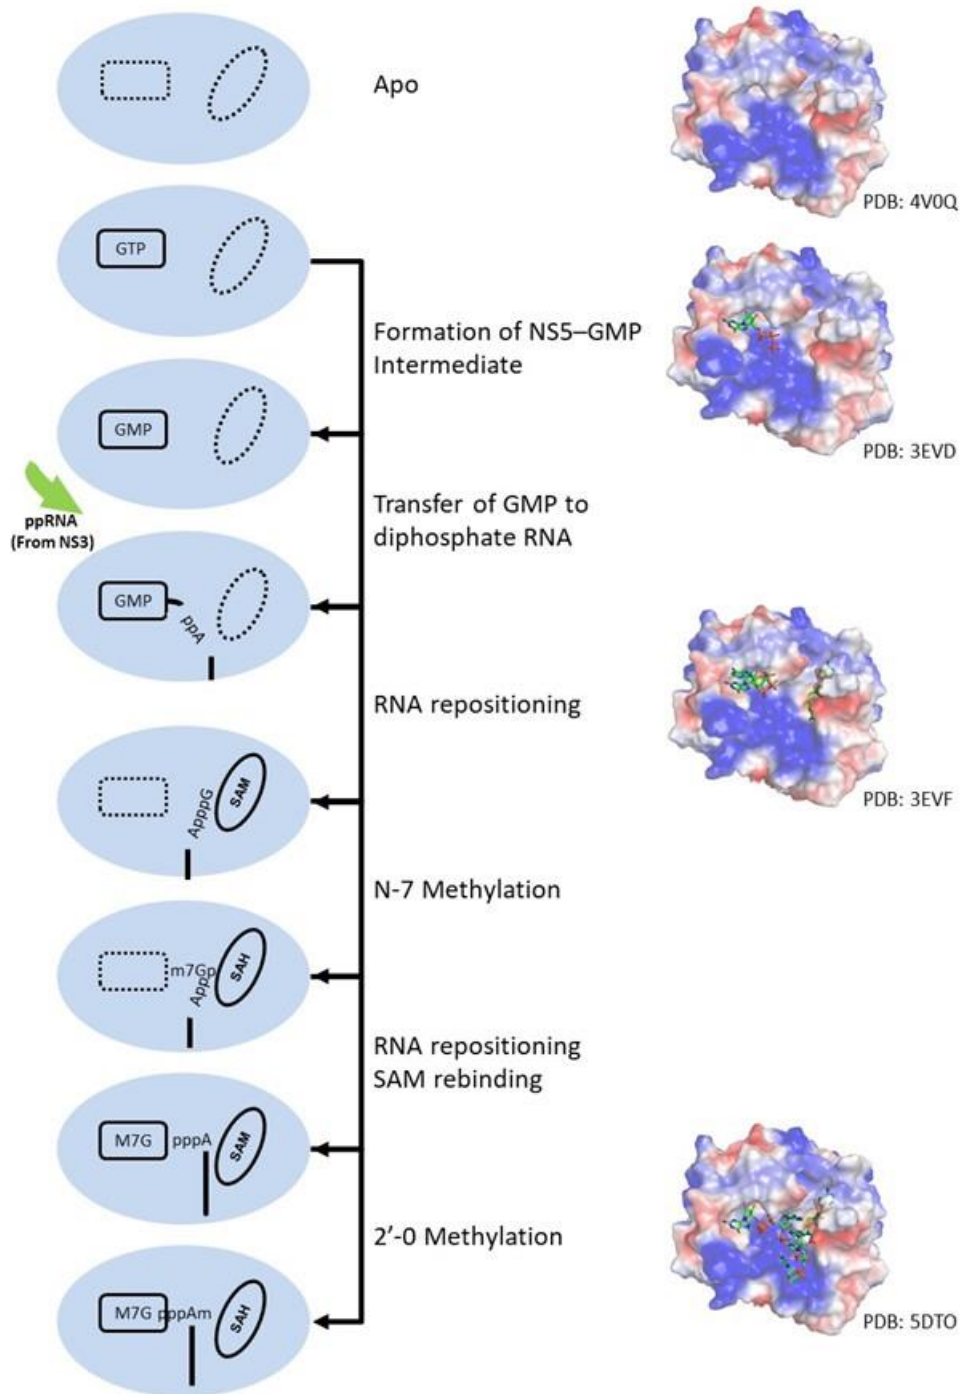 Apo
PDB: 4V0Q
GTP
Formation of NS5–GMP
Intermediate
PDB: 3EVD
GMP
ppRNA
(From NS3)
Transfer of GMP to
diphosphate RNA
GMP
ppA
RNA repositioning
PDB: 3EVF
ApppG
SAM
N-7 Methylation
m7Gp
App
SAH
RNA repositioning
SAM rebinding
M7G
pppA
SAM
2’-0 Methylation
PDB: 5DTO
M7G
pppAm
SAH